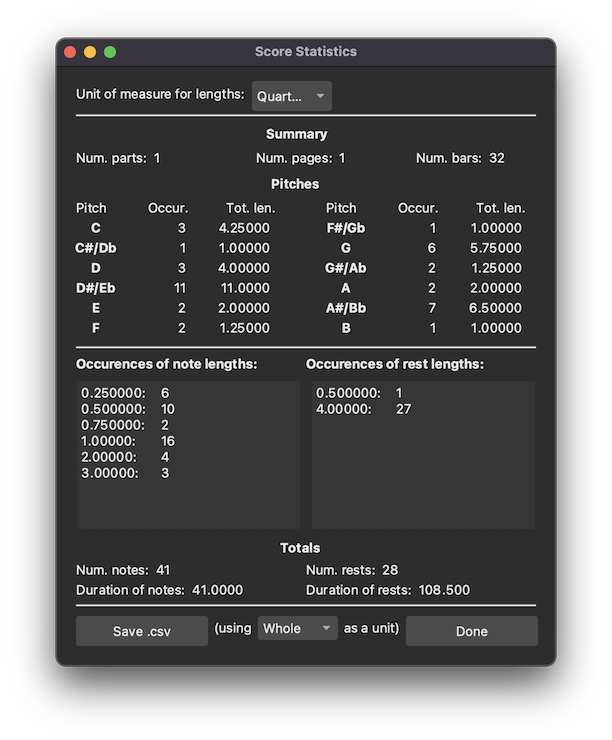 Score Statistics
Unit of measure for lengths: Quart...
Summary
Num. parts: 1 Num. pages: 1 Num. bars: 32
Pitches
Pitch Occur. Tot. len. Pitch Occur. Tot. len.
C 3 4.25000 F#/Gb 1 1.00000
C#/Db 1 1.00000 G 6 5.75000
D 3 4.00000 G#/Ab 2 1.25000
D#/Eb 11 11.0000 A 2 2.00000
E 2 2.00000 A#/Bb 7 6.50000
F 2 1.25000 B 1 1.00000
Occurences of note lengths: Occurences of rest lengths:
0.250000: 6 0.500000: 1
0.500000: 10 4.00000: 27
0.750000: 2
1.00000: 16
2.00000: 4
3.00000: 3
Totals
Num. notes: 41 Num. rests: 28
Duration of notes: 41.0000 Duration of rests: 108.500
Save .csv (using Whole as a unit) Done